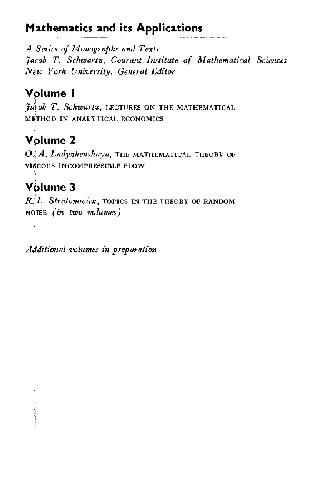 Mathematics and its Applications
A Series of Monographs and Texts
Jacob T. Schwartz, Courant Institute of Mathematical Sciences
New York University, General Editor
Volume 1
Jacob T. Schwartz, LECTURES ON THE MATHEMATICAL
METHOD IN ANALYTICAL ECONOMICS
Volume 2
O. A. Ladyzhenskaya, THE MATHEMATICAL THEORY OF
VISCOUS INCOMPRESSIBLE FLOW
Volume 3
R. L. Stratonovich, TOPICS IN THE THEORY OF RANDOM
NOISE (in two volumes)
Additional volumes in preparation